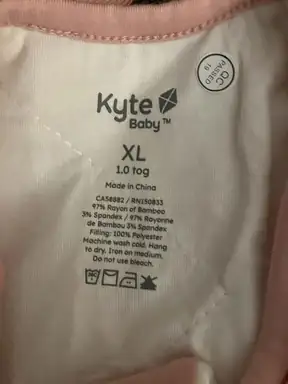 QC
PASSED
19
Kyte
Baby™
XL
1.0 tog
Made in China
CA58882 / RN150833
97% Rayon of Bamboo
3% Spandex / 97% Rayonne
de Bambou 3% Spandex
Filling: 100% Polyester
Machine wash cold. Hang
to dry. Iron on medium.
Do not use bleach.